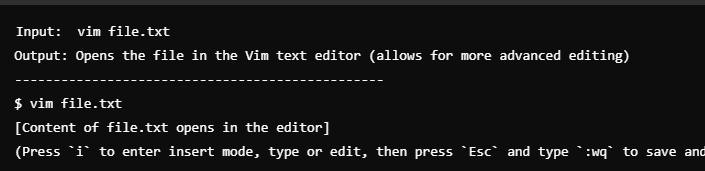 Input:  vim file.txt
Output: Opens the file in the Vim text editor (allows for more advanced editing)
------------------------------------------------
$ vim file.txt
[Content of file.txt opens in the editor]
(Press `i` to enter insert mode, type or edit, then press `Esc` and type `:wq` to save and